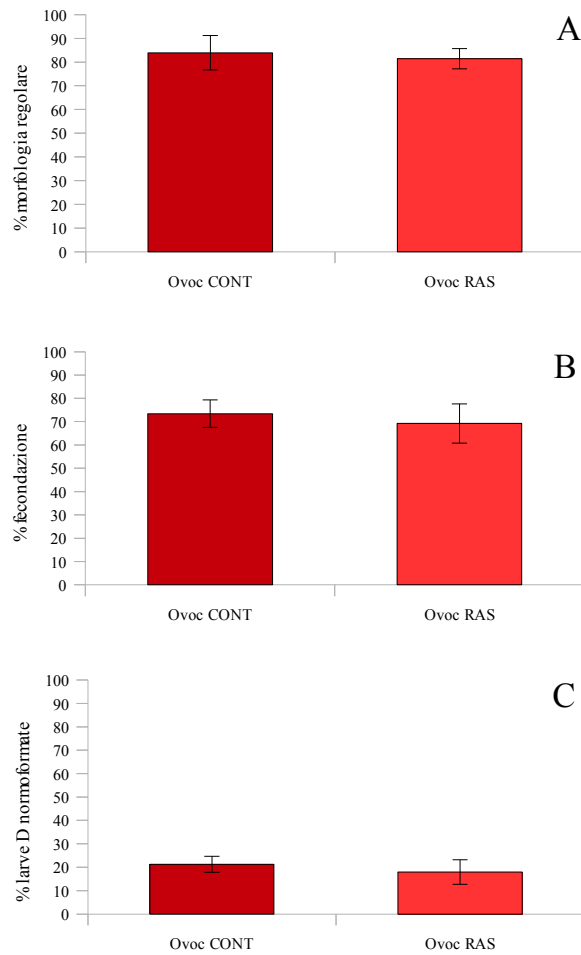 A
% morfologia regolare
100
90
80
70
60
50
40
30
20
10
0
Ovoc CONT
Ovoc RAS
B
% fecondazione
100
90
80
70
60
50
40
30
20
10
0
Ovoc CONT
Ovoc RAS
C
% larve D normoformate
100
90
80
70
60
50
40
30
20
10
0
Ovoc CONT
Ovoc RAS